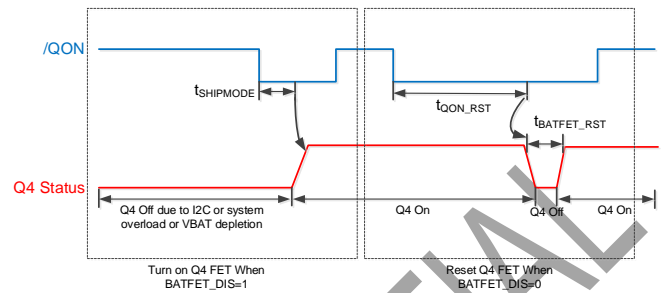 /QON
tSHIPMODE
tQON_RST
tBATFET_RST
Q4 Status
Q4 Off due to I2C or system
overload or VBAT depletion
Q4 On
Q4 Off
Q4 On
Turn on Q4 FET When
BATFET_DIS=1
Reset Q4 FET When
BATFET_DIS=0
TIAL